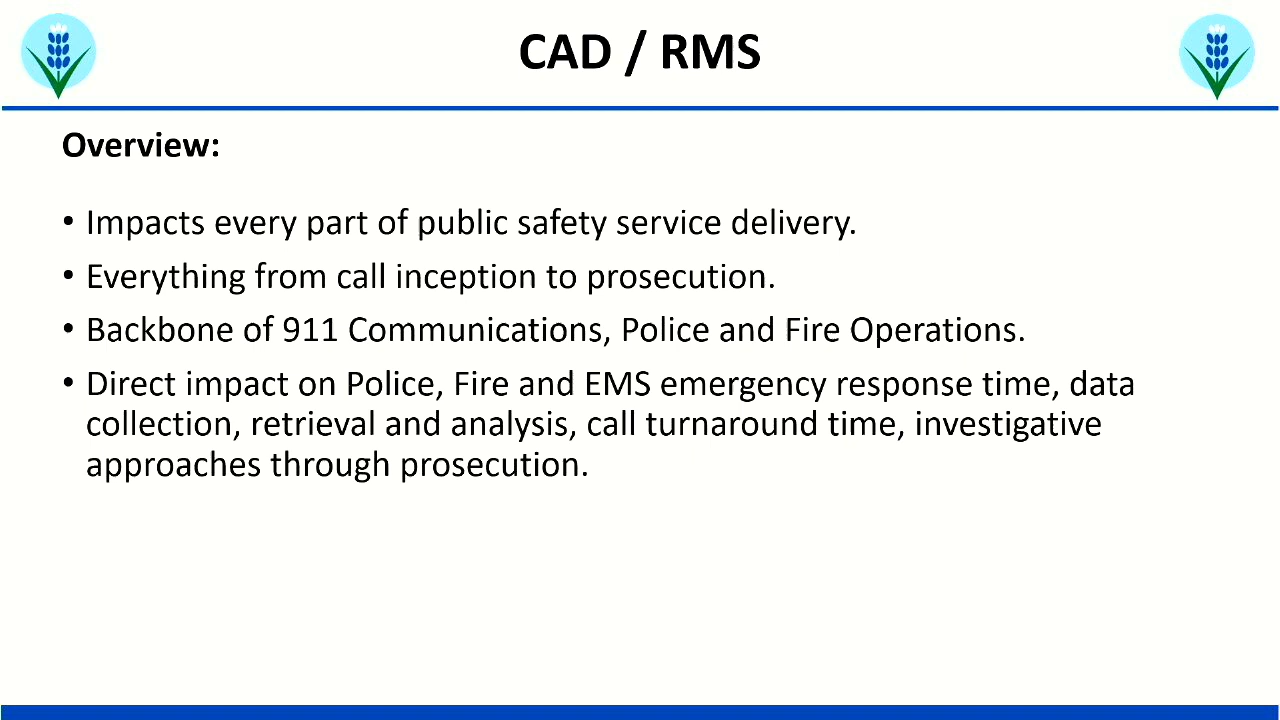 CAD / RMS
Overview:
• Impacts every part of public safety service delivery.
• Everything from call inception to prosecution.
• Backbone of 911 Communications, Police and Fire Operations.
• Direct impact on Police, Fire and EMS emergency response time, data
collection, retrieval and analysis, call turnaround time, investigative
approaches through prosecution.